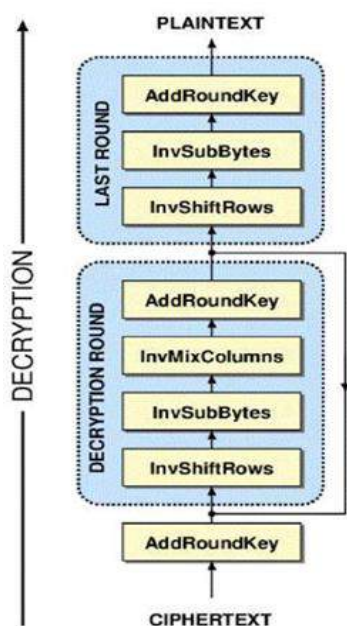 PLAINTEXT
AddRoundKey
InvSubBytes
InvShiftRows
LAST ROUND
AddRoundKey
InvMixColumns
InvSubBytes
InvShiftRows
DECRYPTION ROUND
AddRoundKey
CIPHERTEXT
DECRYPTION